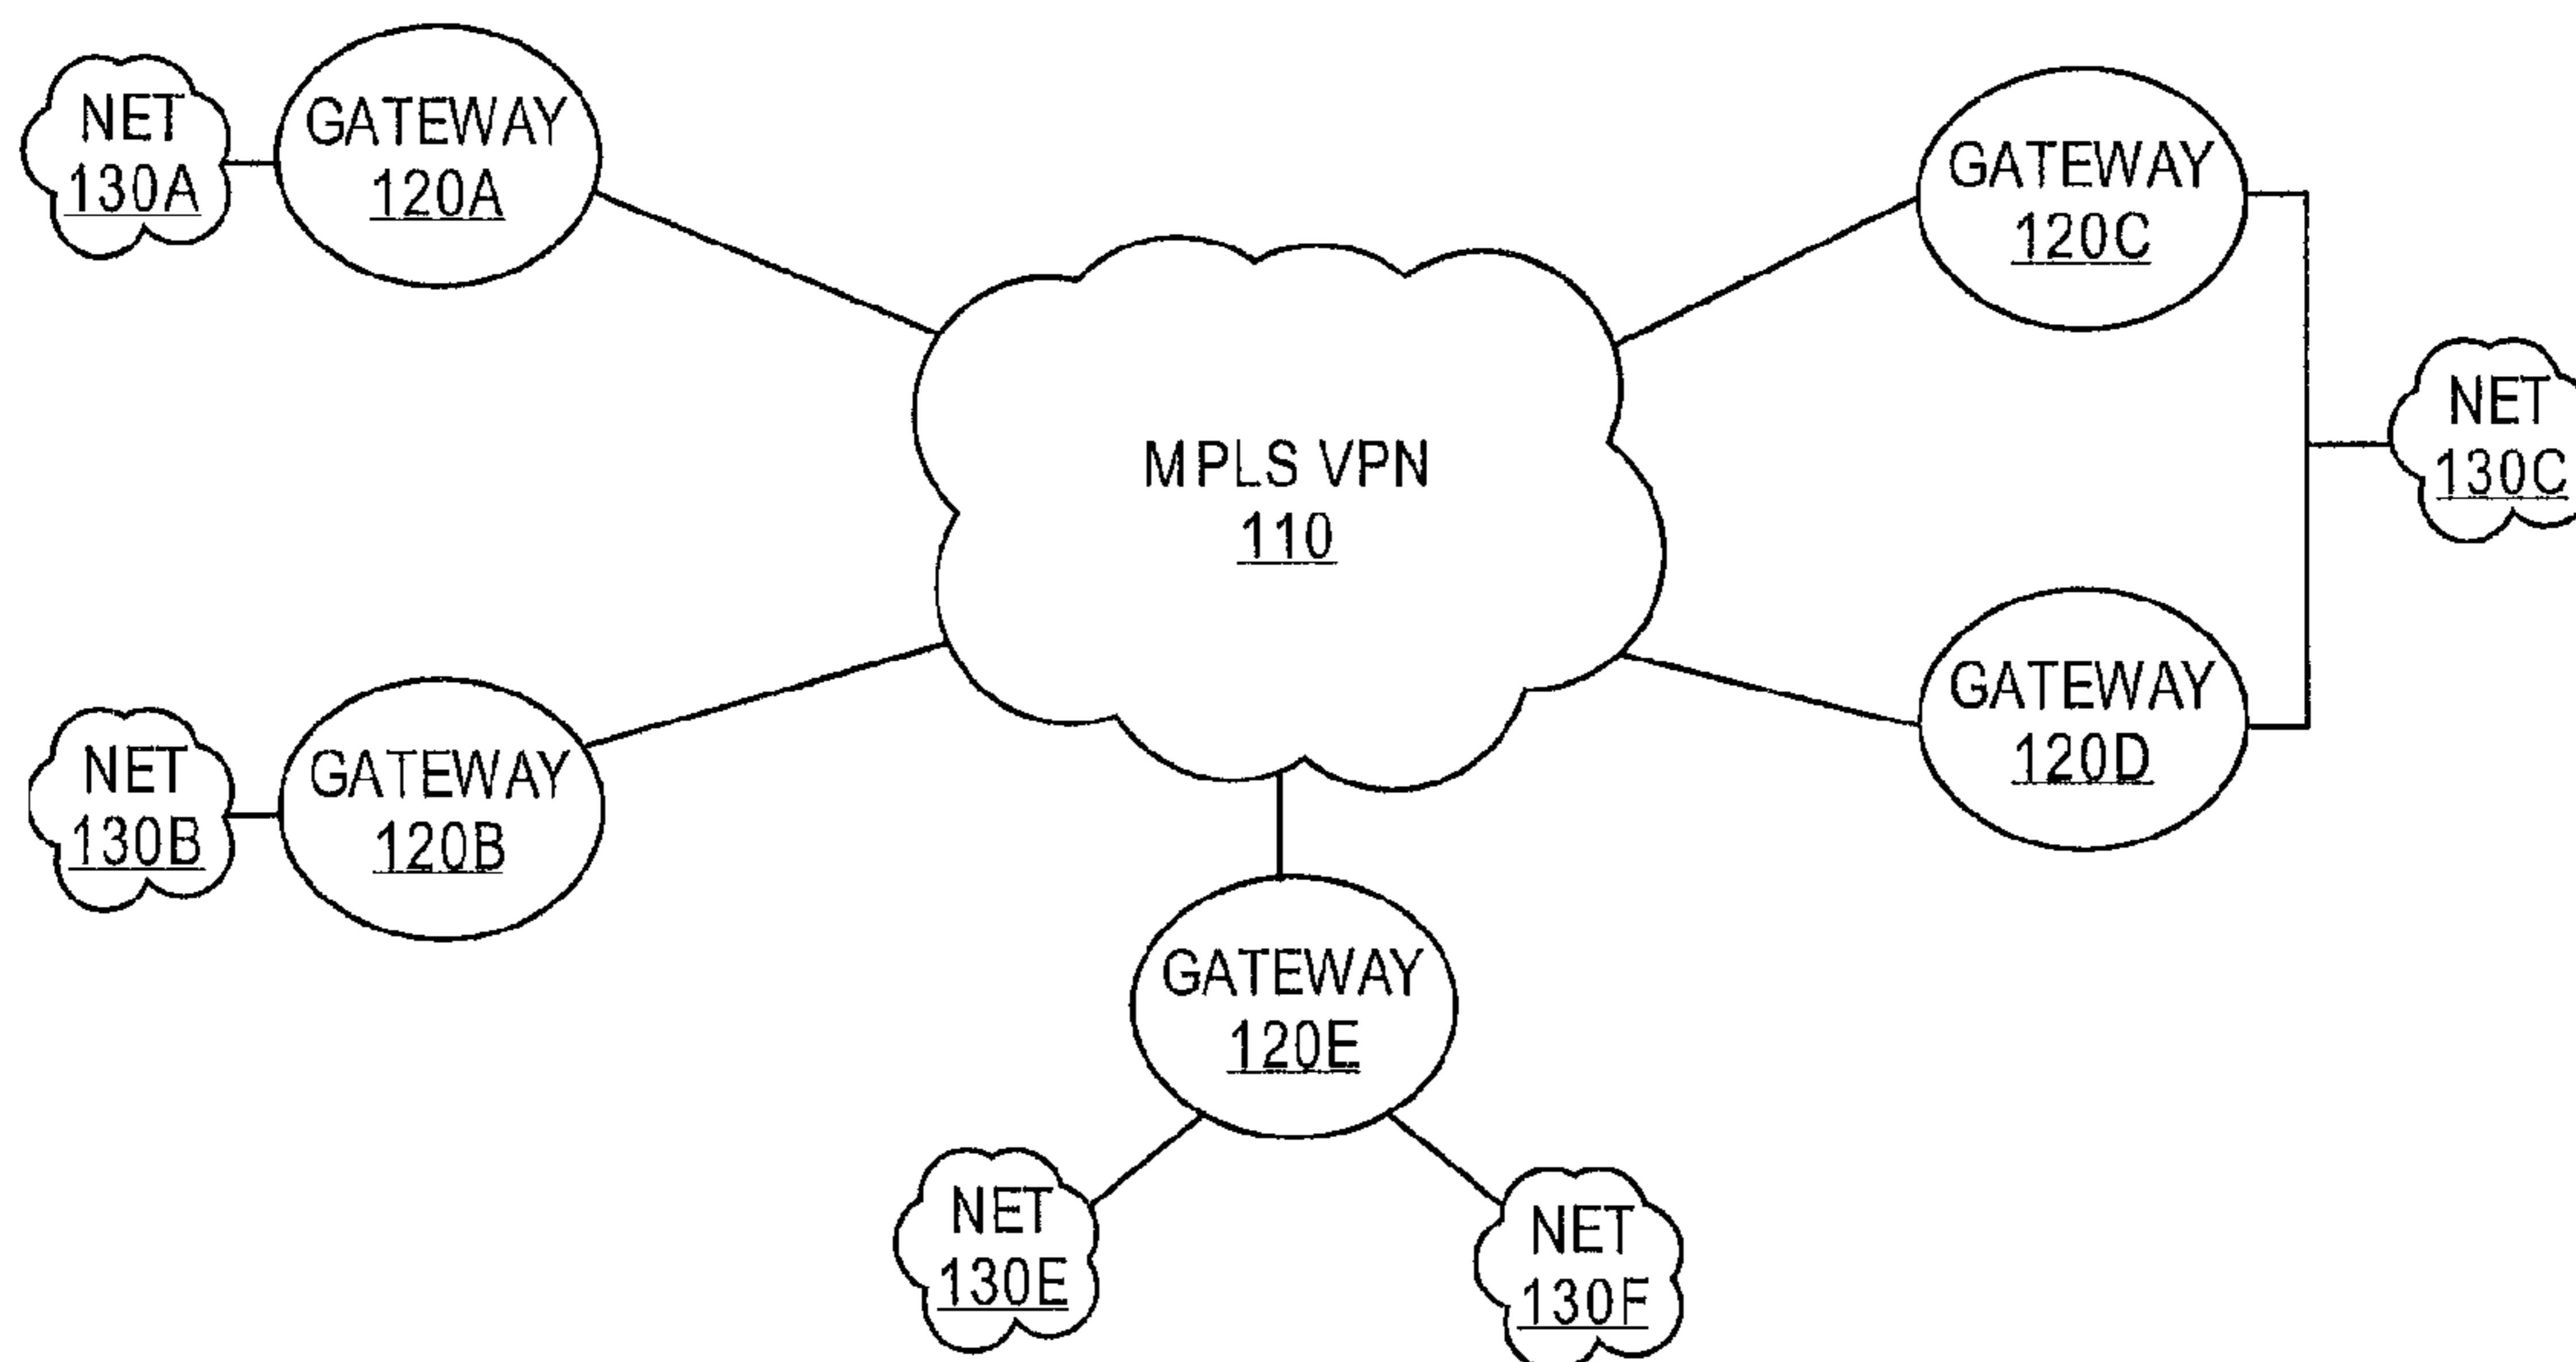 NET
130A
GATEWAY
120A
GATEWAY
120C
MPLS VPN
110
NET
130C
NET
130B
GATEWAY
120B
GATEWAY
120D
GATEWAY
120E
NET
130E
NET
130F